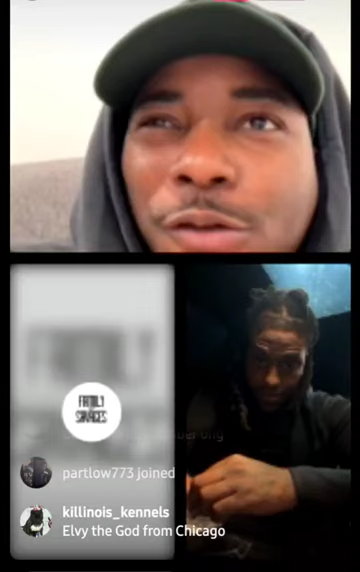 FAMILY
SAVAGES
partlow773 joined
killinois_kennels
Elvy the God from Chicago